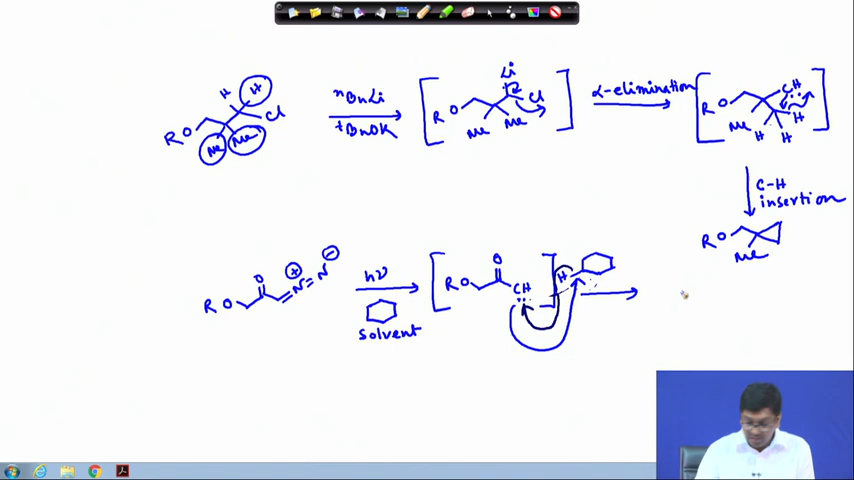 H H
RO Me Me Cl
ⁿBuLi
ᵗBuOK
Li
RO Me Me Cl
α-elimination
RO Me CH H H H
C-H
insertion
RO Me
RO O N⊕ N⊖
hν
solvent
RO O CH H